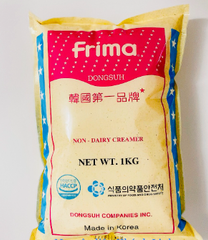 Frima
DONGSUH
韓國第一品牌*
NON - DAIRY CREAMER
NET WT. 1KG
HACCP
식품의약품안전처
DONGSUH COMPANIES INC.
Made in Korea